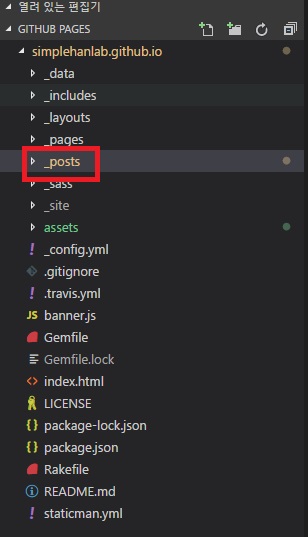 열려 있는 편집기
GITHUB PAGES
simplehanlab.github.io
_data
_includes
_layouts
_pages
_posts
_sass
_site
assets
_config.yml
.gitignore
.travis.yml
banner.js
Gemfile
Gemfile.lock
index.html
LICENSE
package-lock.json
package.json
Rakefile
README.md
staticman.yml